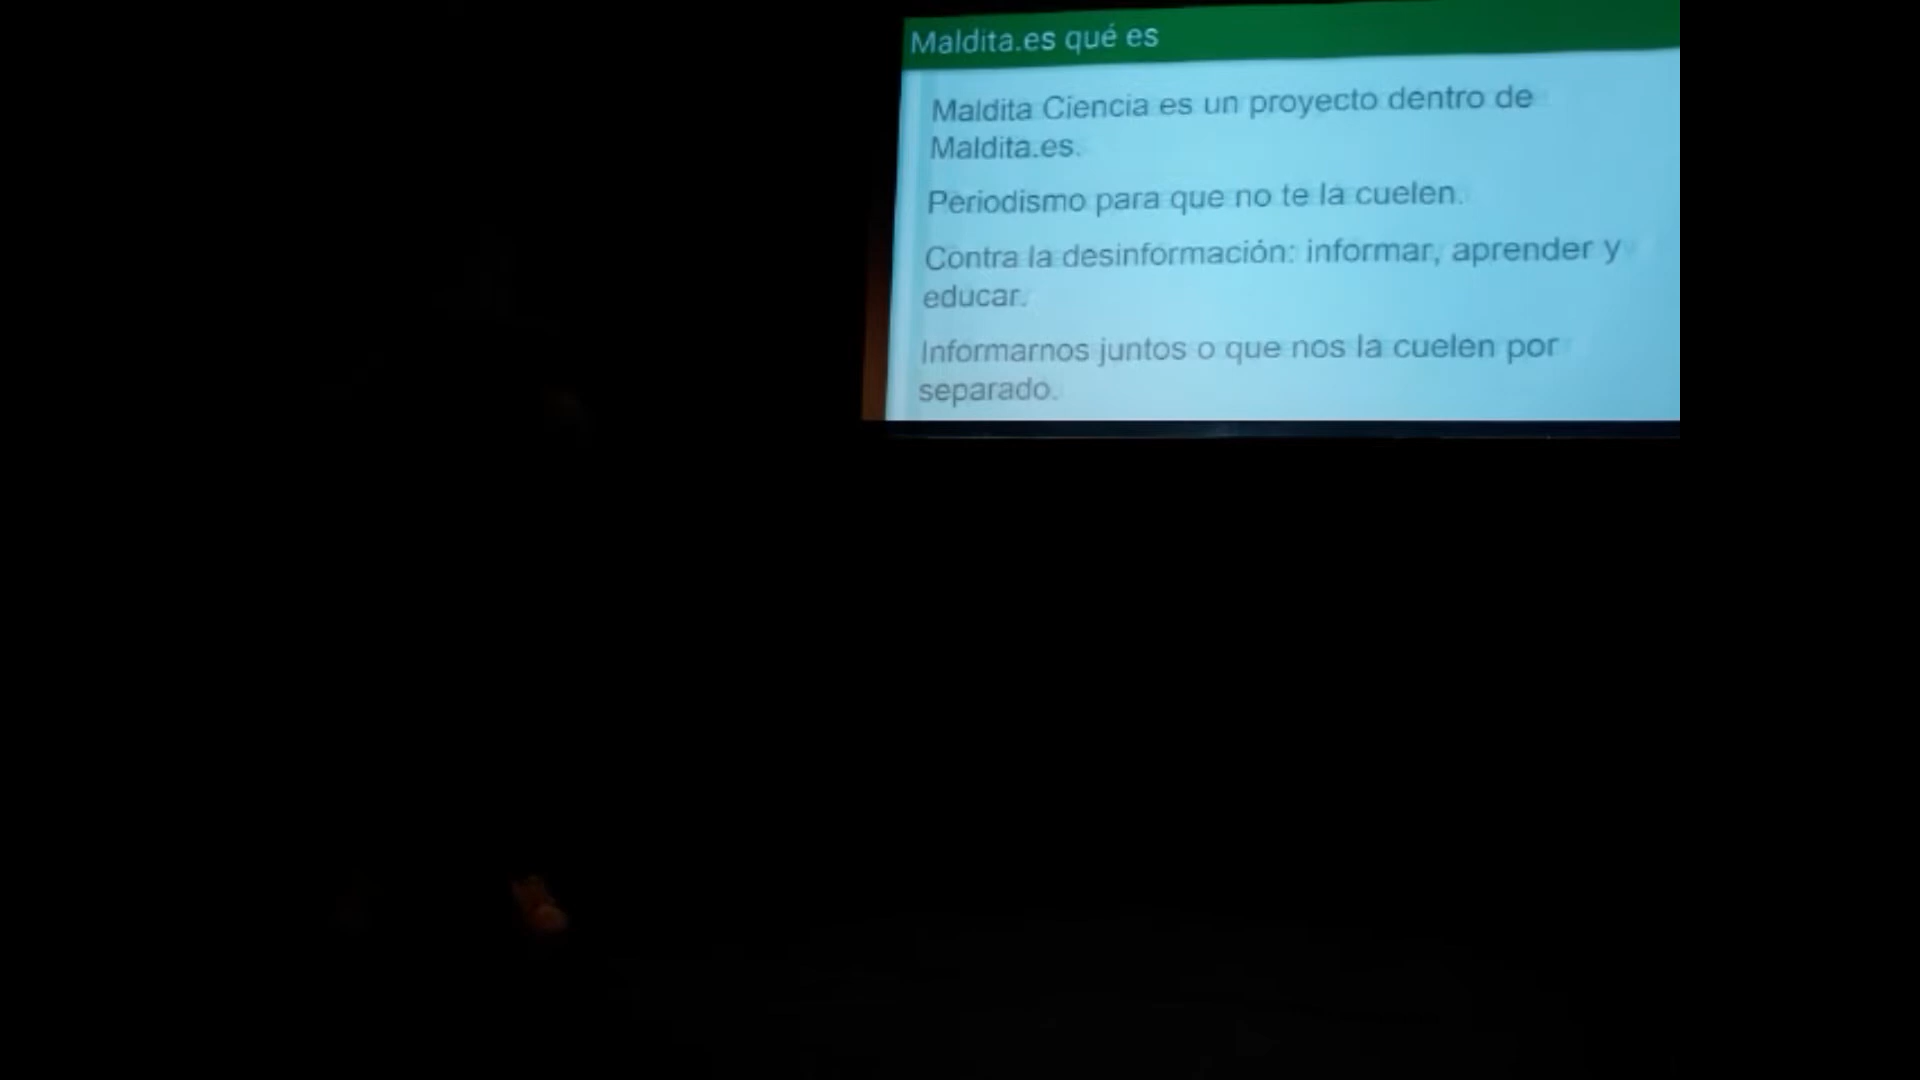 Maldita.es qué es
Maldita Ciencia es un proyecto dentro de
Maldita.es.
Periodismo para que no te la cuelen.
Contra la desinformación: informar, aprender y
educar.
Informarnos juntos o que nos la cuelen por
separado.